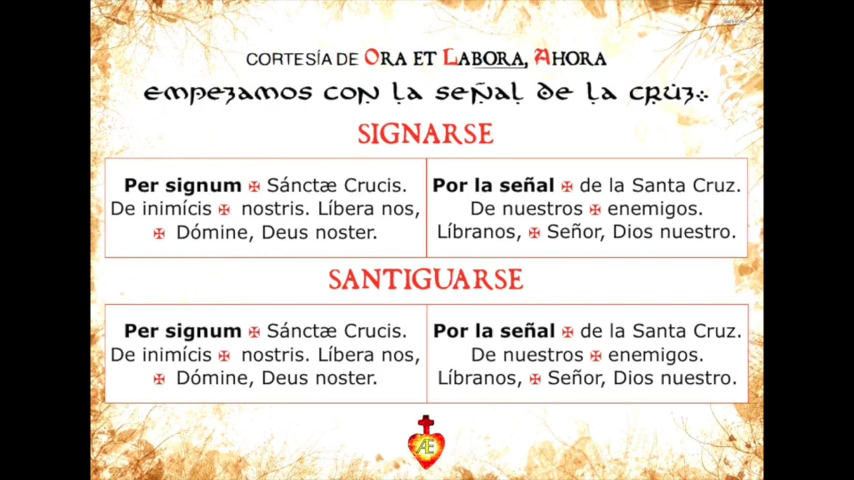 CORTESÍA DE ORA ET LABORA, AHORA
EMPEZAMOS CON LA SEÑAL DE LA CRUZ
SIGNARSE
Per signum ✠ Sánctæ Crucis.
De inimícis ✠ nostris. Líbera nos,
✠ Dómine, Deus noster.
Por la señal ✠ de la Santa Cruz.
De nuestros ✠ enemigos.
Líbranos, ✠ Señor, Dios nuestro.
SANTIGUARSE
Per signum ✠ Sánctæ Crucis.
De inimícis ✠ nostris. Líbera nos,
✠ Dómine, Deus noster.
Por la señal ✠ de la Santa Cruz.
De nuestros ✠ enemigos.
Líbranos, ✠ Señor, Dios nuestro.
Æ